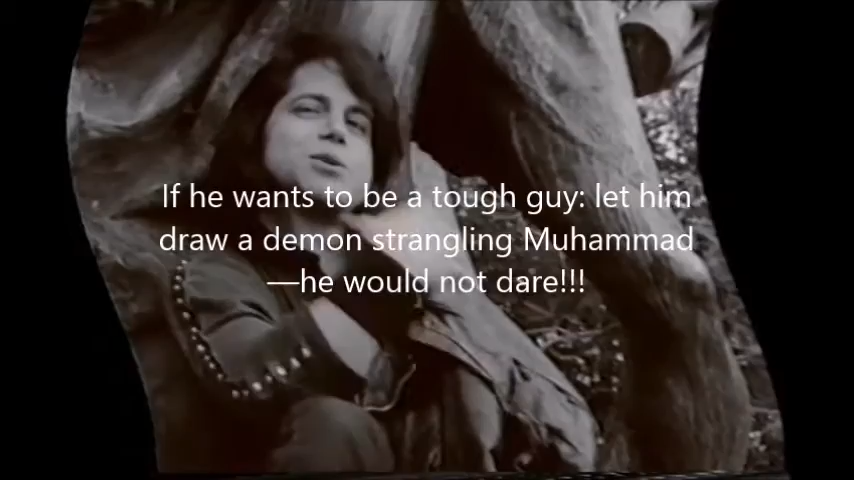 If he wants to be a tough guy: let him
draw a demon strangling Muhammad
—he would not dare!!!